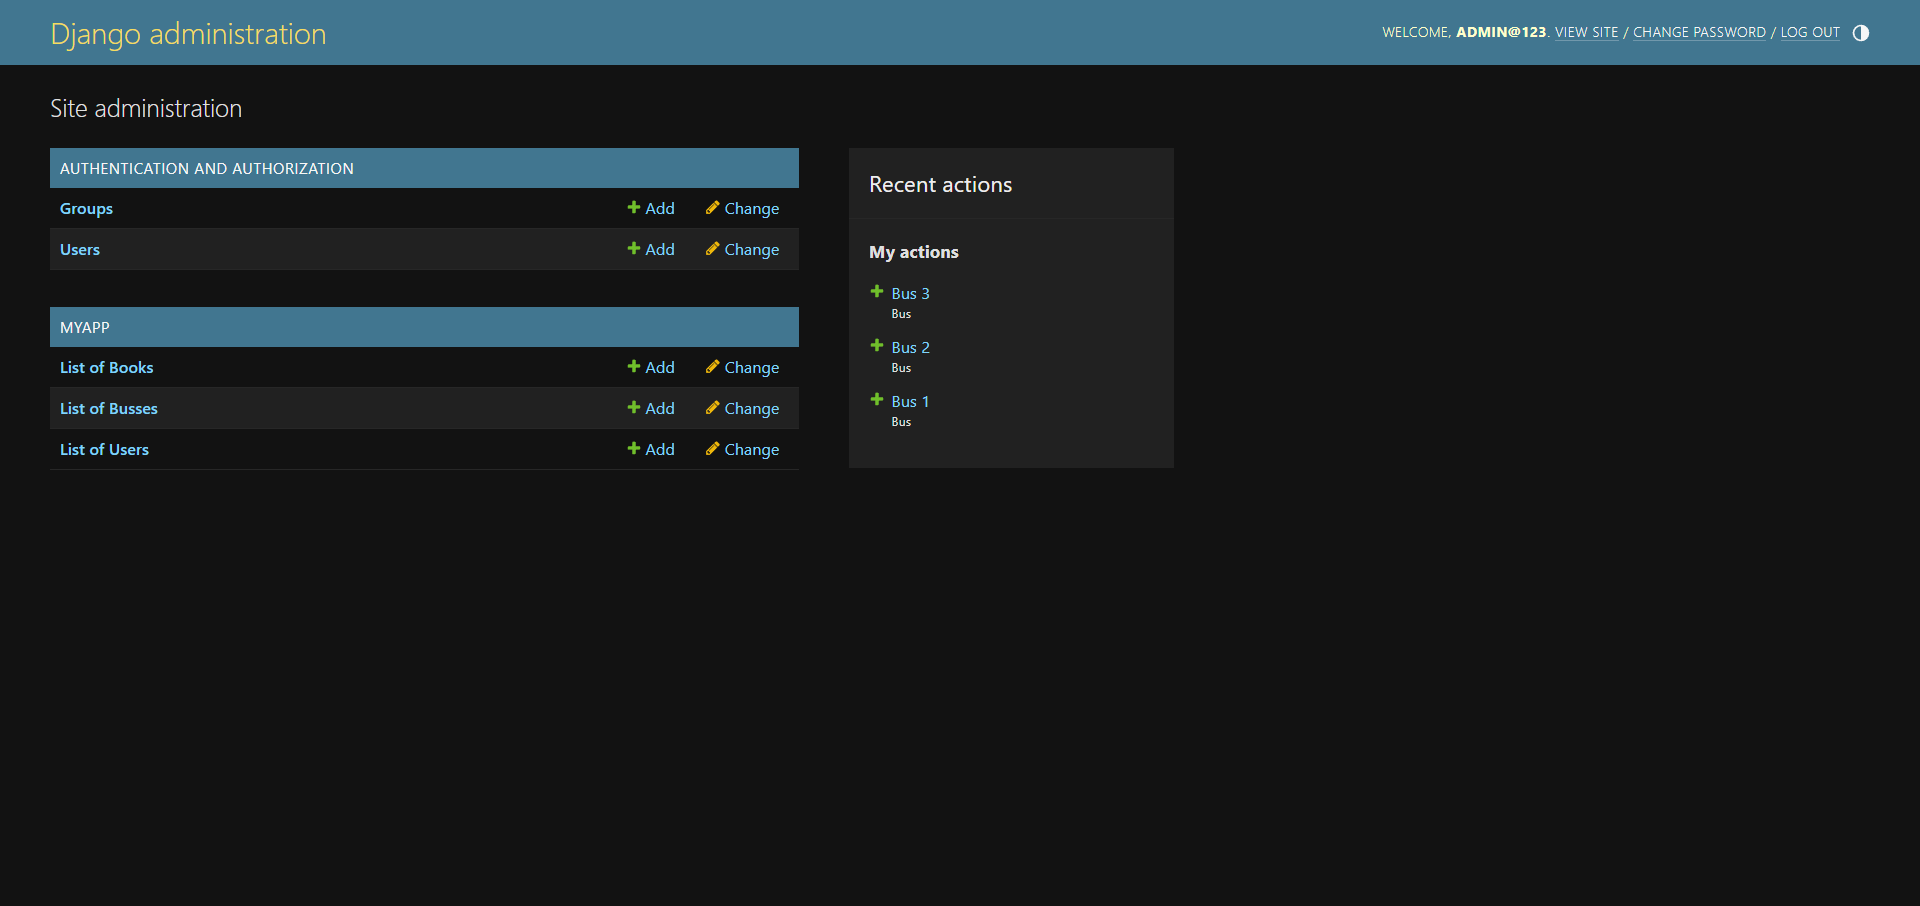 Django administration
WELCOME, ADMIN@123. VIEW SITE / CHANGE PASSWORD / LOG OUT
Site administration
AUTHENTICATION AND AUTHORIZATION
Groups Add Change
Users Add Change
MYAPP
List of Books Add Change
List of Busses Add Change
List of Users Add Change
Recent actions
My actions
Bus 3
Bus
Bus 2
Bus
Bus 1
Bus